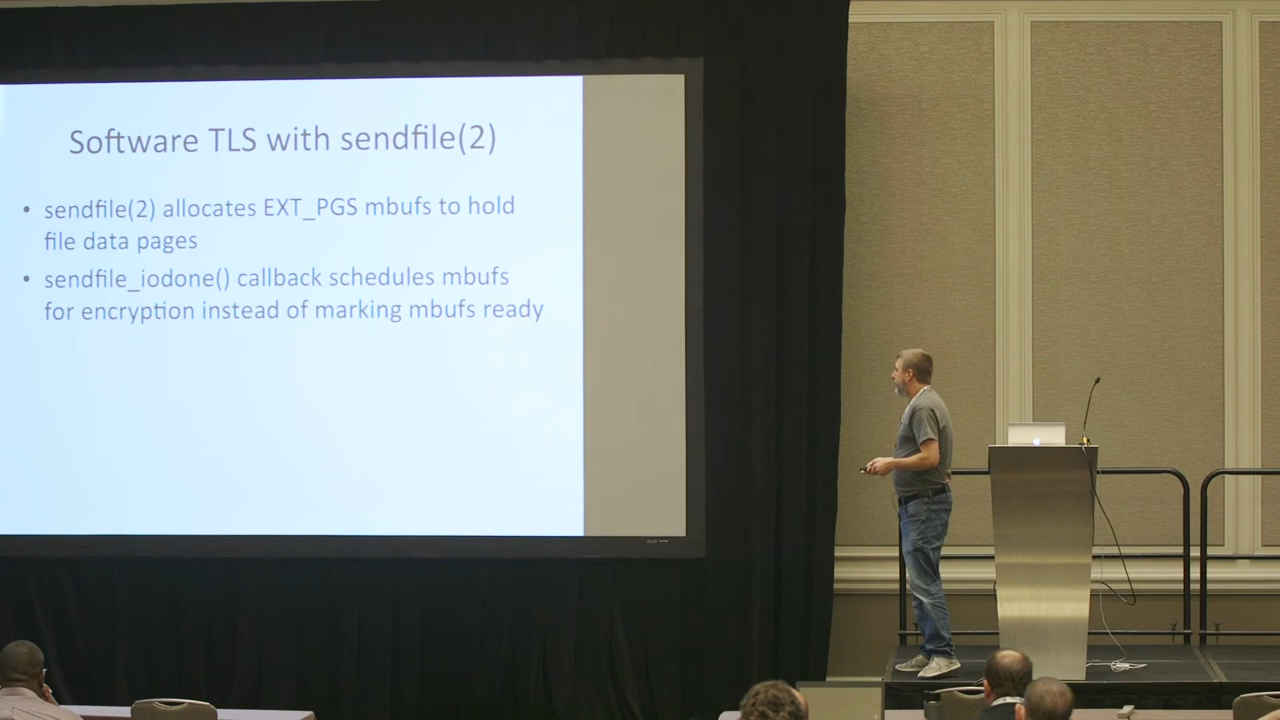 Software TLS with sendfile(2)
• sendfile(2) allocates EXT_PGS mbufs to hold
file data pages
• sendfile_iodone() callback schedules mbufs
for encryption instead of marking mbufs ready